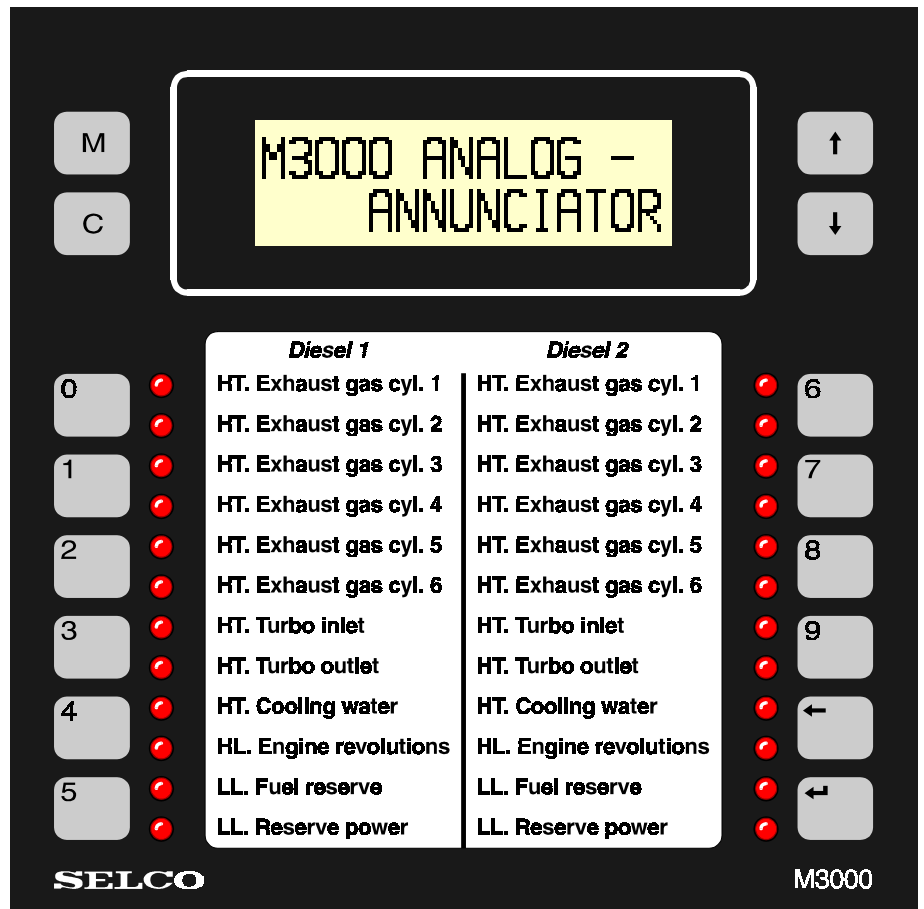 M
C
M3000 ANALOG -
ANNUNCIATOR
↑
↓
Diesel 1 Diesel 2
0 HT. Exhaust gas cyl. 1 HT. Exhaust gas cyl. 1 6
HT. Exhaust gas cyl. 2 HT. Exhaust gas cyl. 2
1 HT. Exhaust gas cyl. 3 HT. Exhaust gas cyl. 3 7
HT. Exhaust gas cyl. 4 HT. Exhaust gas cyl. 4
2 HT. Exhaust gas cyl. 5 HT. Exhaust gas cyl. 5 8
HT. Exhaust gas cyl. 6 HT. Exhaust gas cyl. 6
3 HT. Turbo inlet HT. Turbo inlet 9
HT. Turbo outlet HT. Turbo outlet
4 HT. Cooling water HT. Cooling water ←
HL. Engine revolutions HL. Engine revolutions
5 LL. Fuel reserve LL. Fuel reserve ↵
LL. Reserve power LL. Reserve power
SELCO M3000